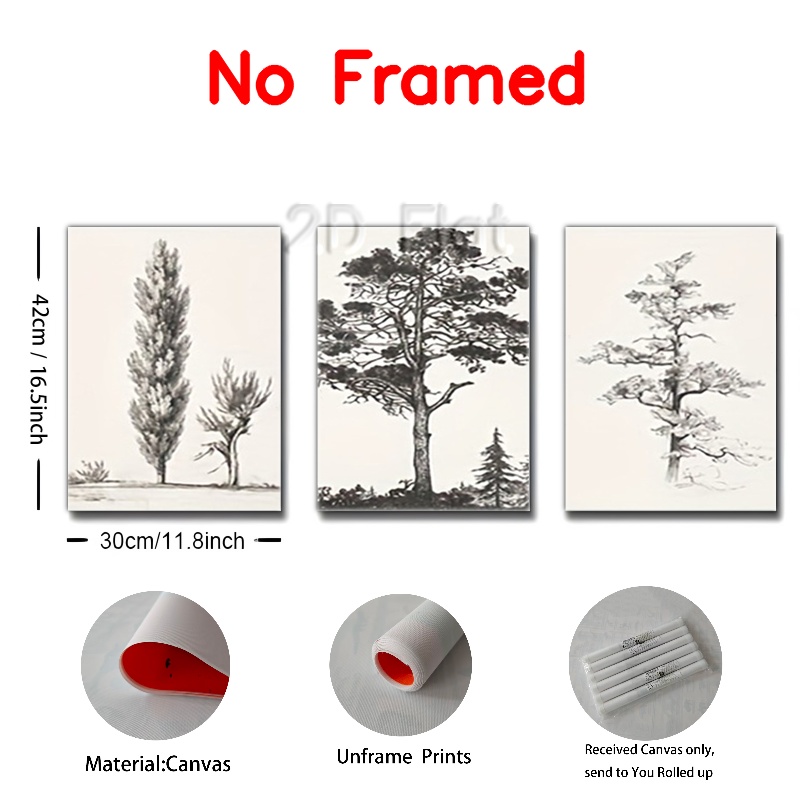 No Framed
2D Flat
42cm / 16.5inch
30cm/11.8inch
Material:Canvas
Unframe Prints
Received Canvas only,
send to You Rolled up